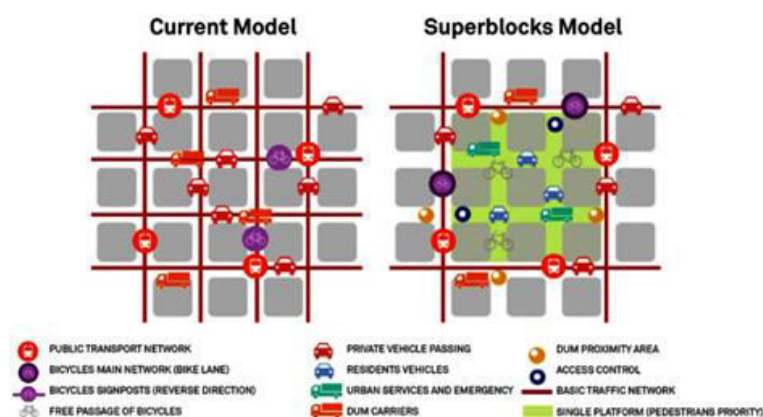 Current Model
Superblocks Model
PUBLIC TRANSPORT NETWORK
BICYCLES MAIN NETWORK (BIKE LANE)
BICYCLES SIGNPOSTS (REVERSE DIRECTION)
FREE PASSAGE OF BICYCLES
PRIVATE VEHICLE PASSING
RESIDENTS VEHICLES
URBAN SERVICES AND EMERGENCY
DUM CARRIERS
DUM PROXIMITY AREA
ACCESS CONTROL
BASIC TRAFFIC NETWORK
SINGLE PLATFORM (PEDESTRIANS PRIORITY)